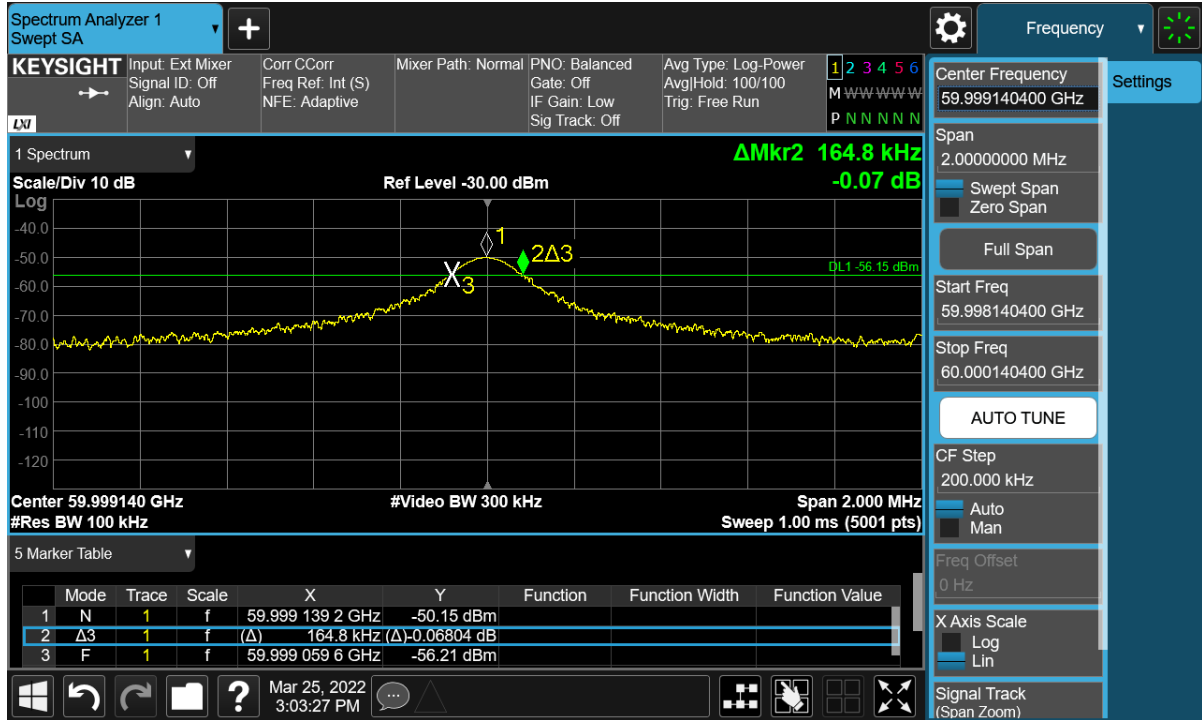 Spectrum Analyzer 1
Swept SA
Frequency
KEYSIGHT
LXI
Input: Ext Mixer
Signal ID: Off
Align: Auto
Corr CCorr
Freq Ref: Int (S)
NFE: Adaptive
Mixer Path: Normal
PNO: Balanced
Gate: Off
IF Gain: Low
Sig Track: Off
Avg Type: Log-Power
Avg|Hold: 100/100
Trig: Free Run
1 2 3 4 5 6
M W W W W W
P N N N N N
1 Spectrum
ΔMkr2 164.8 kHz
-0.07 dB
Scale/Div 10 dB
Ref Level -30.00 dBm
Log
-40.0
-50.0
-60.0
-70.0
-80.0
-90.0
-100
-110
-120
1
2Δ3
3
DL1 -56.15 dBm
Center 59.999140 GHz
#Video BW 300 kHz
Span 2.000 MHz
#Res BW 100 kHz
Sweep 1.00 ms (5001 pts)
5 Marker Table
Mode Trace Scale X Y Function Function Width Function Value
1 N 1 f 59.999 139 2 GHz -50.15 dBm
2 Δ3 1 f (Δ) 164.8 kHz (Δ)-0.06804 dB
3 F 1 f 59.999 059 6 GHz -56.21 dBm
?
Mar 25, 2022
3:03:27 PM
Settings
Center Frequency
59.999140400 GHz
Span
2.00000000 MHz
Swept Span
Zero Span
Full Span
Start Freq
59.998140400 GHz
Stop Freq
60.000140400 GHz
AUTO TUNE
CF Step
200.000 kHz
Auto
Man
Freq Offset
0 Hz
X Axis Scale
Log
Lin
Signal Track
(Span Zoom)